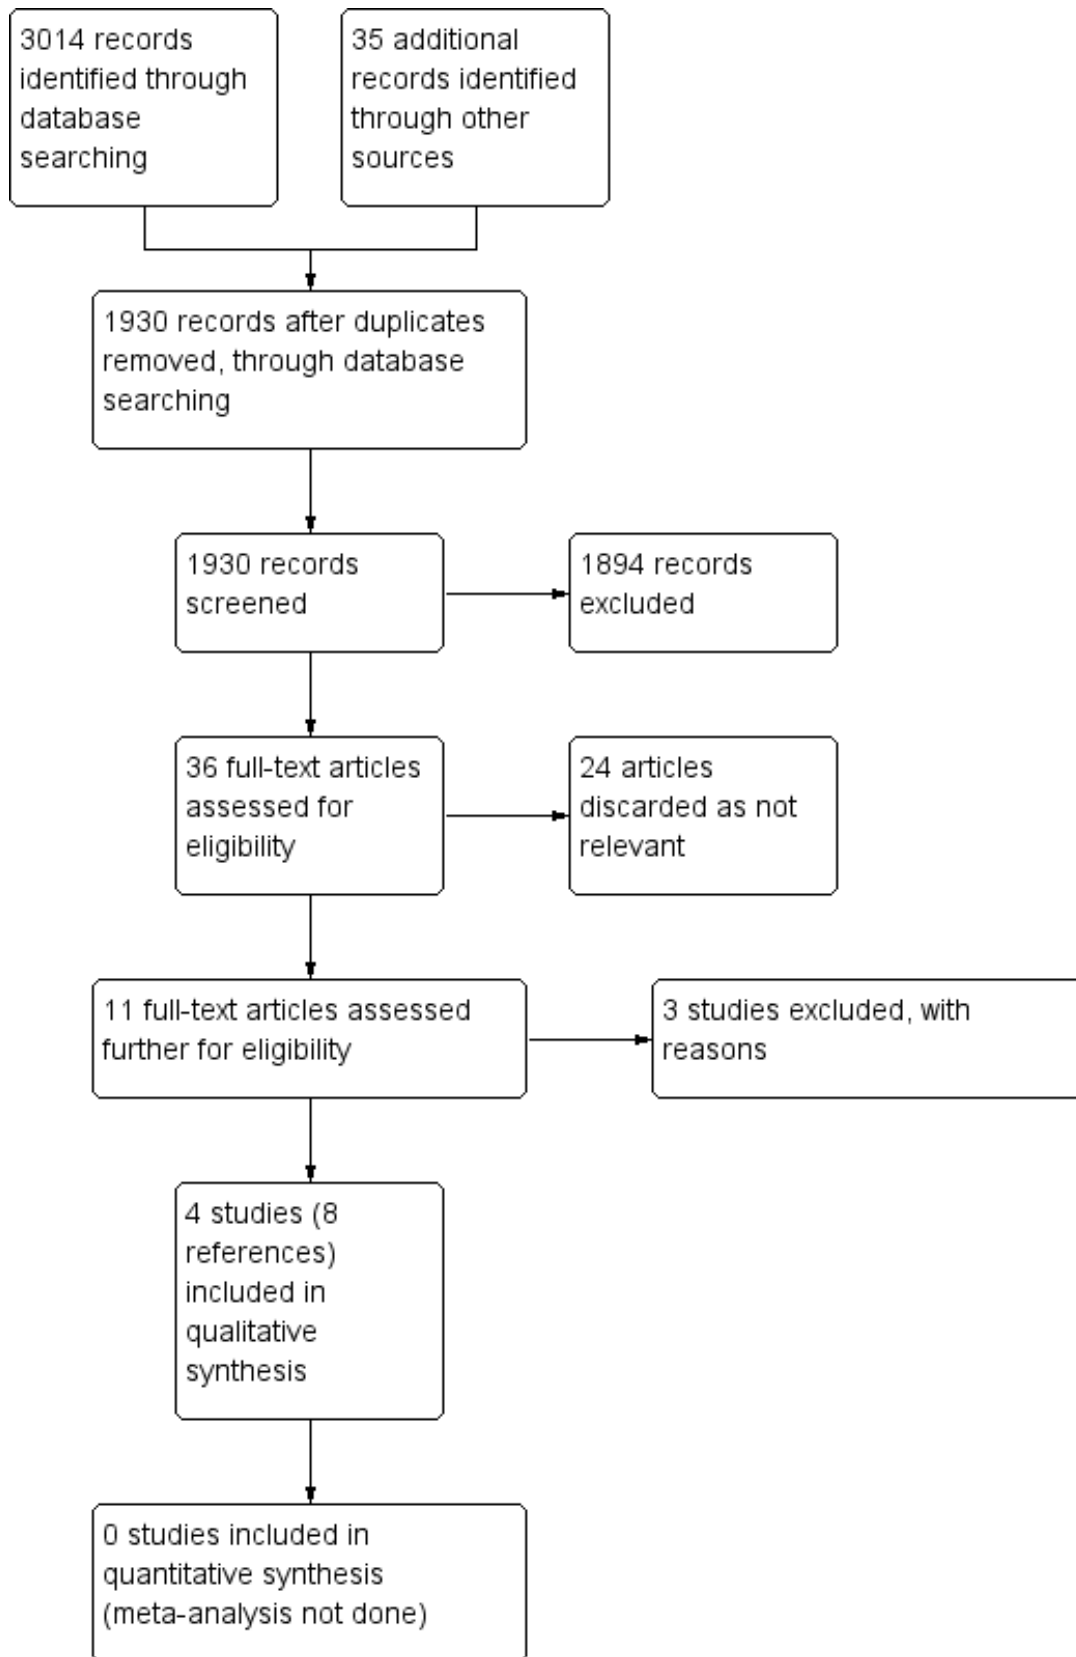 3014 records
identified through
database
searching
35 additional
records identified
through other
sources
1930 records after duplicates
removed, through database
searching
1930 records
screened
1894 records
excluded
36 full-text articles
assessed for
eligibility
24 articles
discarded as not
relevant
11 full-text articles assessed
further for eligibility
3 studies excluded, with
reasons
4 studies (8
references)
included in
qualitative
synthesis
0 studies included in
quantitative synthesis
(meta-analysis not done)